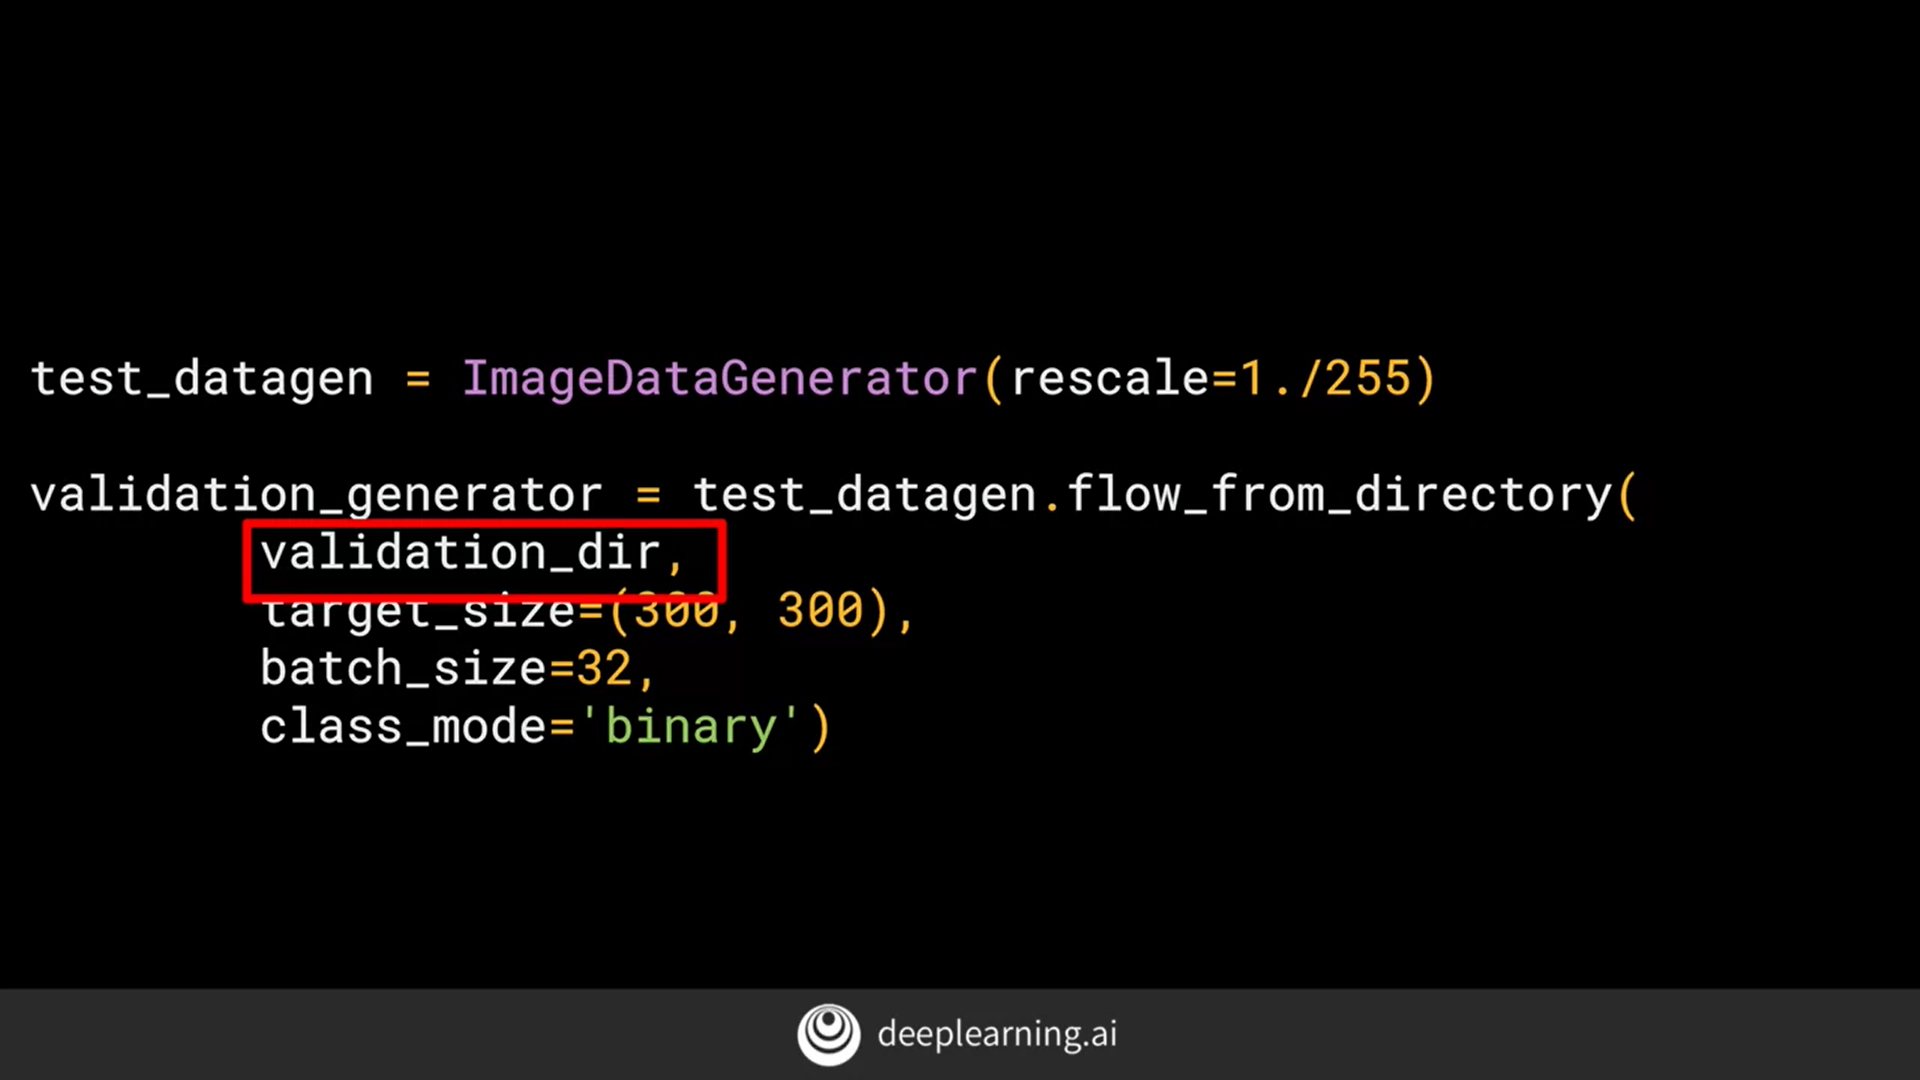 test_datagen = ImageDataGenerator(rescale=1./255)
validation_generator = test_datagen.flow_from_directory(
validation_dir,
target_size=(300, 300),
batch_size=32,
class_mode='binary')
deeplearning.ai